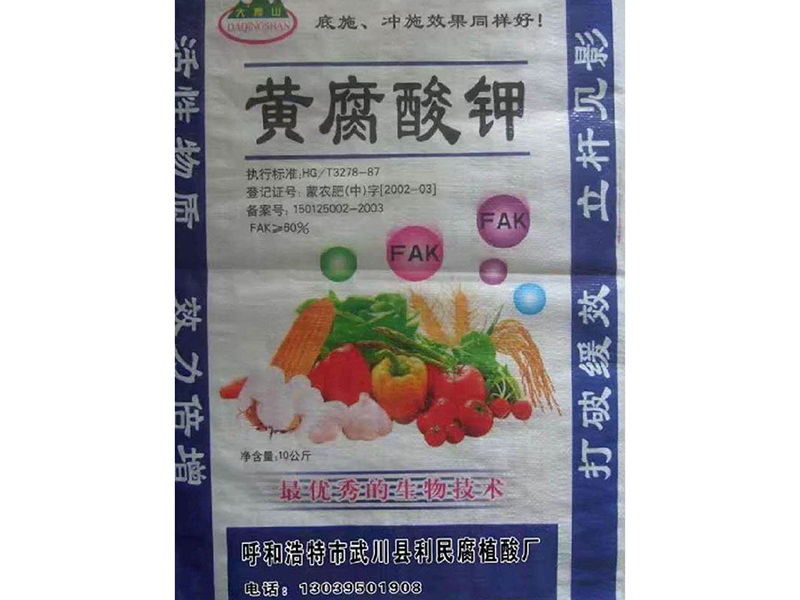 大青山
DAQINGSHAN
底施、冲施效果同样好！
黄腐酸钾
执行标准:HG/T3278-87
登记证号：蒙农肥(中)字[2002-03]
备案号：150125002-2003
FAK≥50%
FAK
FAK
活性物质 效力倍增
立杆见影 打破缓效
净含量:10公斤
最优秀的生物技术
呼和浩特市武川县利民腐植酸厂
电话：13039501908